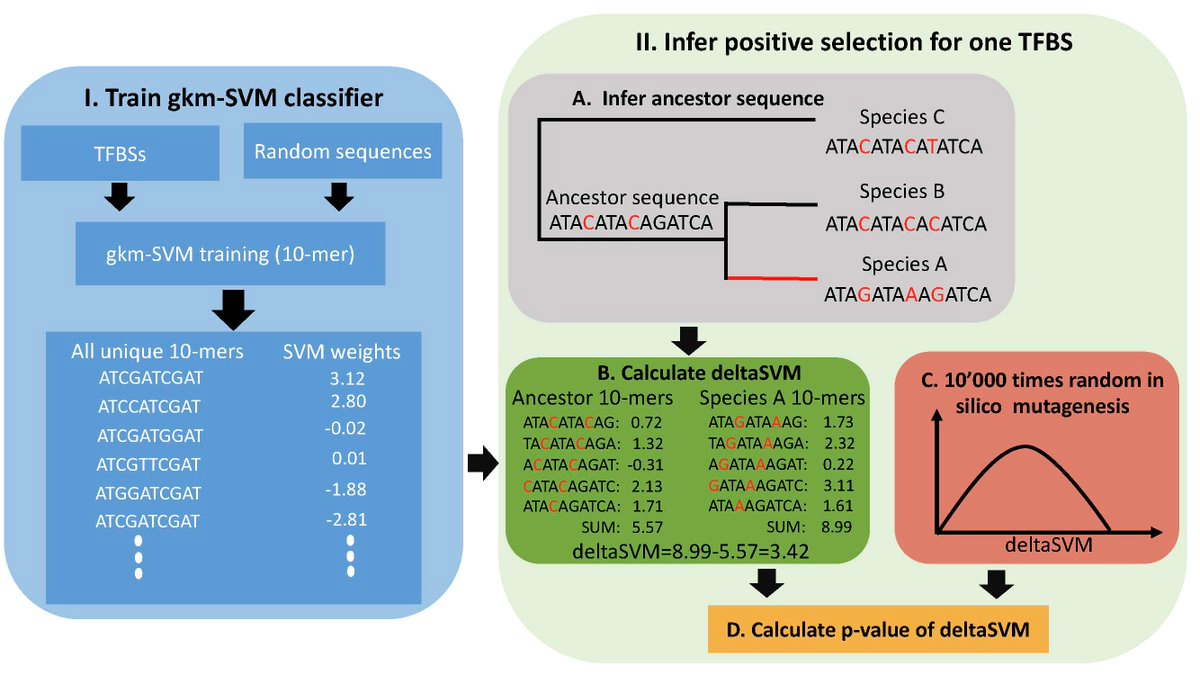 I. Train gkm-SVM classifier
TFBSs
Random sequences
gkm-SVM training (10-mer)
All unique 10-mers SVM weights
ATCGATCGAT 3.12
ATCCATCGAT 2.80
ATCGATGGAT -0.02
ATCGTTCGAT 0.01
ATGGATCGAT -1.88
ATCGATCGAT -2.81
II. Infer positive selection for one TFBS
A. Infer ancestor sequence
Species C
ATACATACATATCA
Ancestor sequence
ATACATACAGATCA
Species B
ATACATACACATCA
Species A
ATAGATAAAGATCA
B. Calculate deltaSVM
Ancestor 10-mers Species A 10-mers
ATACATACAG: 0.72 ATAGATAAAG: 1.73
TACATACAGA: 1.32 TAGATAAAGA: 2.32
ACATACAGAT: -0.31 AGATAAAGAT: 0.22
CATACAGATC: 2.13 GATAAAGATC: 3.11
ATACAGATCA: 1.71 ATAAAGATCA: 1.61
SUM: 5.57 SUM: 8.99
deltaSVM=8.99-5.57=3.42
C. 10’000 times random in
silico mutagenesis
deltaSVM
D. Calculate p-value of deltaSVM